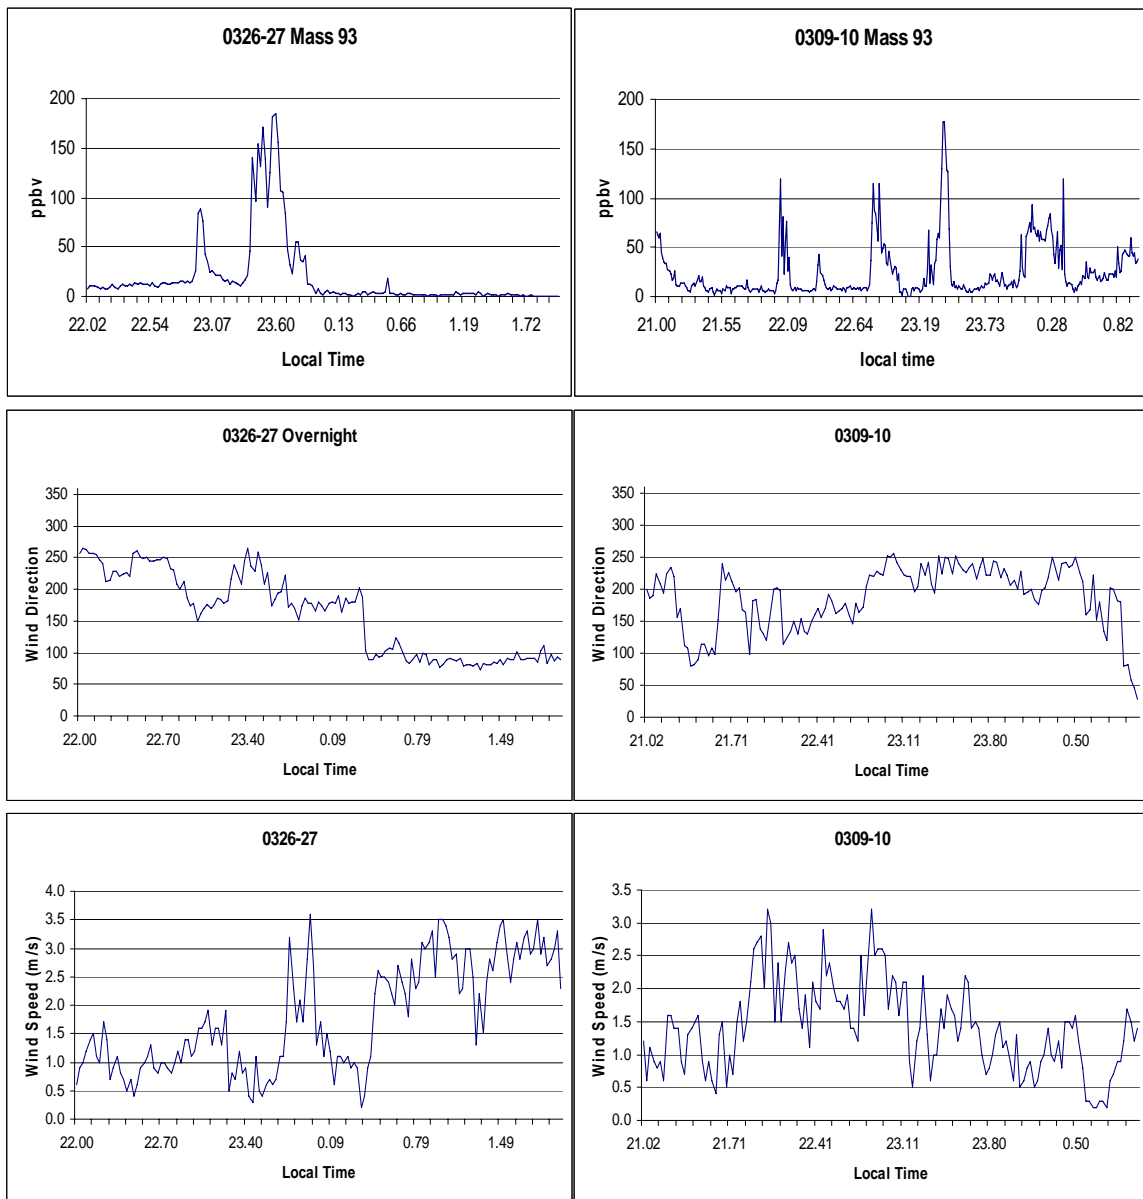 0326-27 Mass 93
200
150
100
50
0
ppbv
22.02 22.54 23.07 23.60 0.13 0.66 1.19 1.72
Local Time
0309-10 Mass 93
200
150
100
50
0
ppbv
21.00 21.55 22.09 22.64 23.19 23.73 0.28 0.82
local time
0326-27 Overnight
350
300
250
200
150
100
50
0
Wind Direction
22.00 22.70 23.40 0.09 0.79 1.49
Local Time
0309-10
350
300
250
200
150
100
50
0
Wind Direction
21.02 21.71 22.41 23.11 23.80 0.50
Local Time
0326-27
4.0
3.5
3.0
2.5
2.0
1.5
1.0
0.5
0.0
Wind Speed (m/s)
22.00 22.70 23.40 0.09 0.79 1.49
Local Time
0309-10
3.5
3.0
2.5
2.0
1.5
1.0
0.5
0.0
Wind Speed (m/s)
21.02 21.71 22.41 23.11 23.80 0.50
Local Time